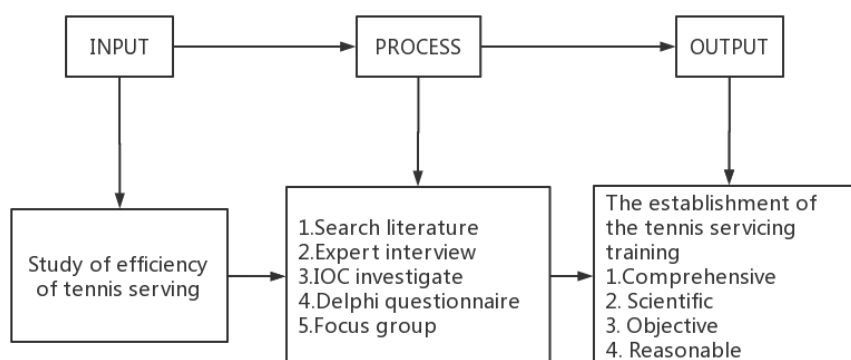 INPUT
PROCESS
OUTPUT
Study of efficiency
of tennis serving
1.Search literature
2.Expert interview
3.IOC investigate
4.Delphi questionnaire
5.Focus group
The establishment of
the tennis servicing
training
1.Comprehensive
2. Scientific
3. Objective
4. Reasonable